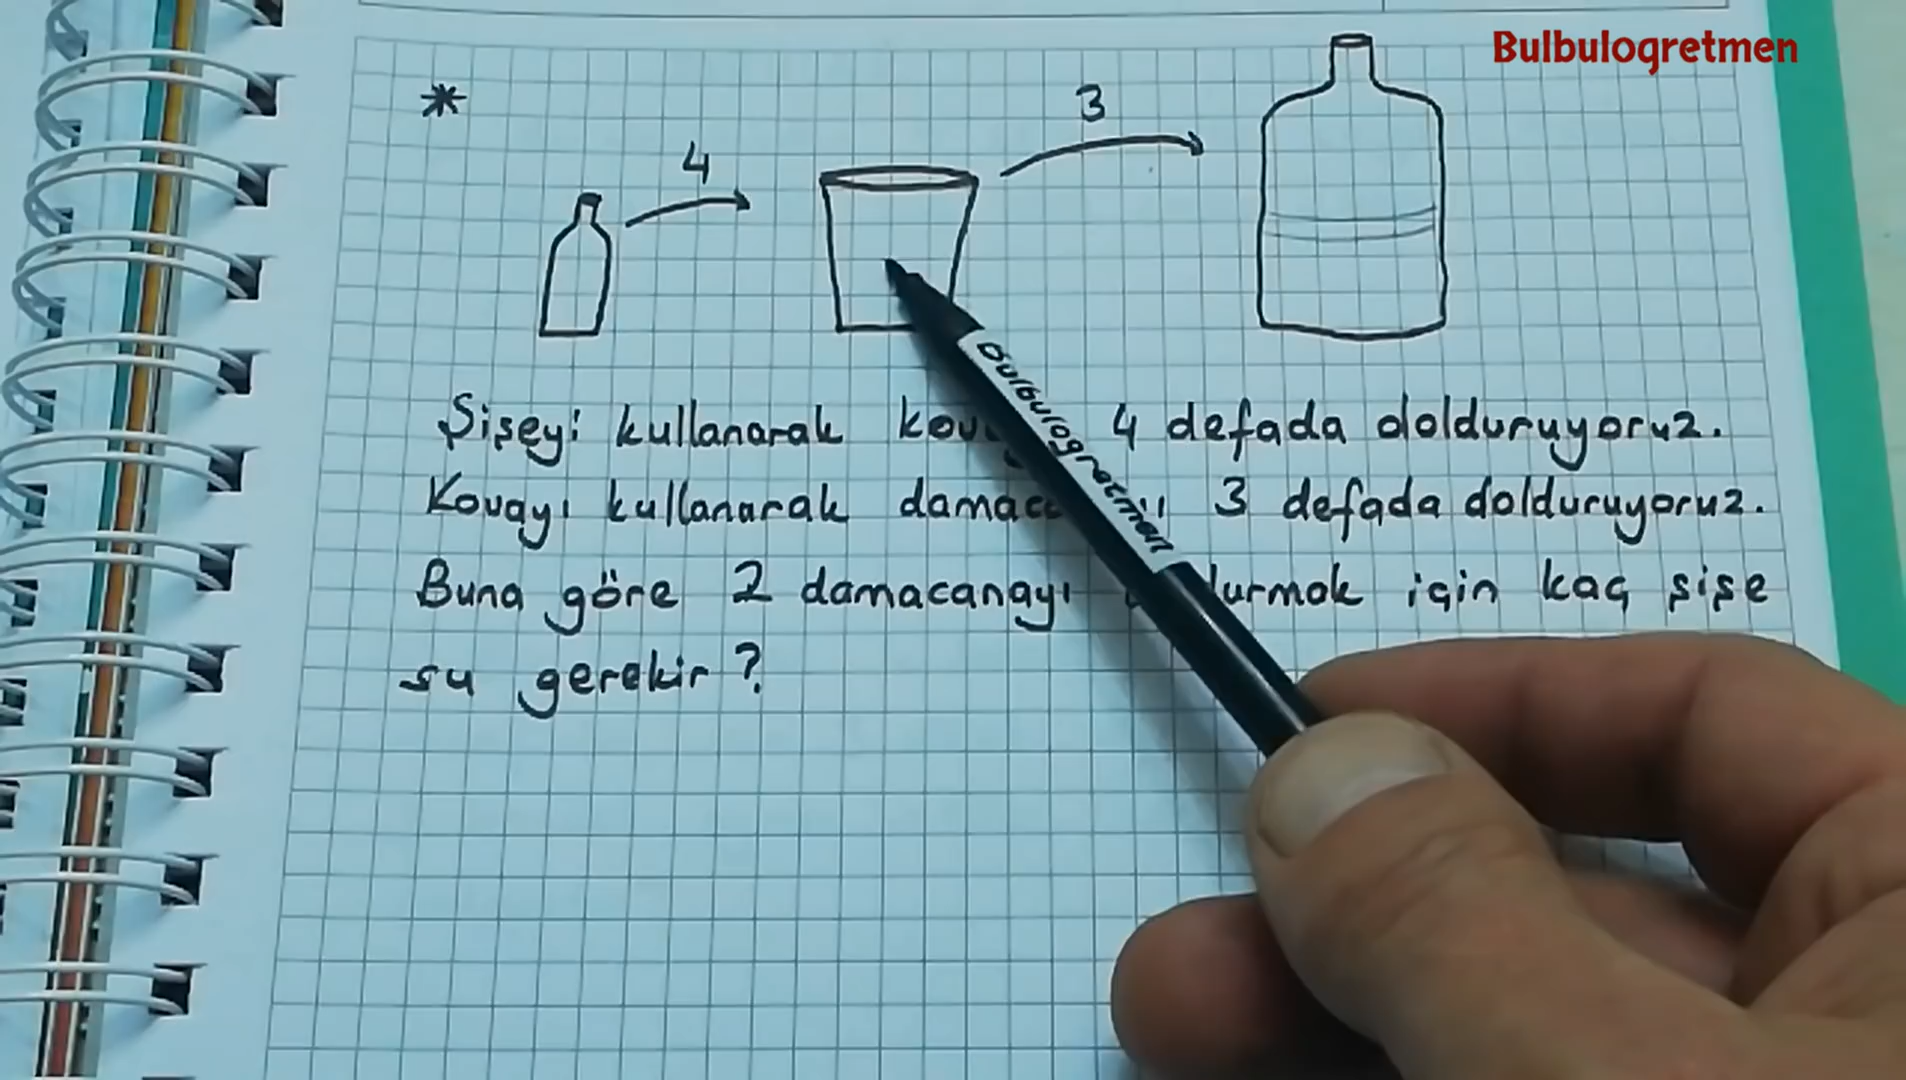 Bulbulogretmen
*
4
3
Şişeyi kullanarak 4 defada dolduruyoruz.
Kovayı kullanarak 3 defada dolduruyoruz.
Buna göre 2 damacanayı için kaç şişe
su gerekir?
Bulbulogretmen